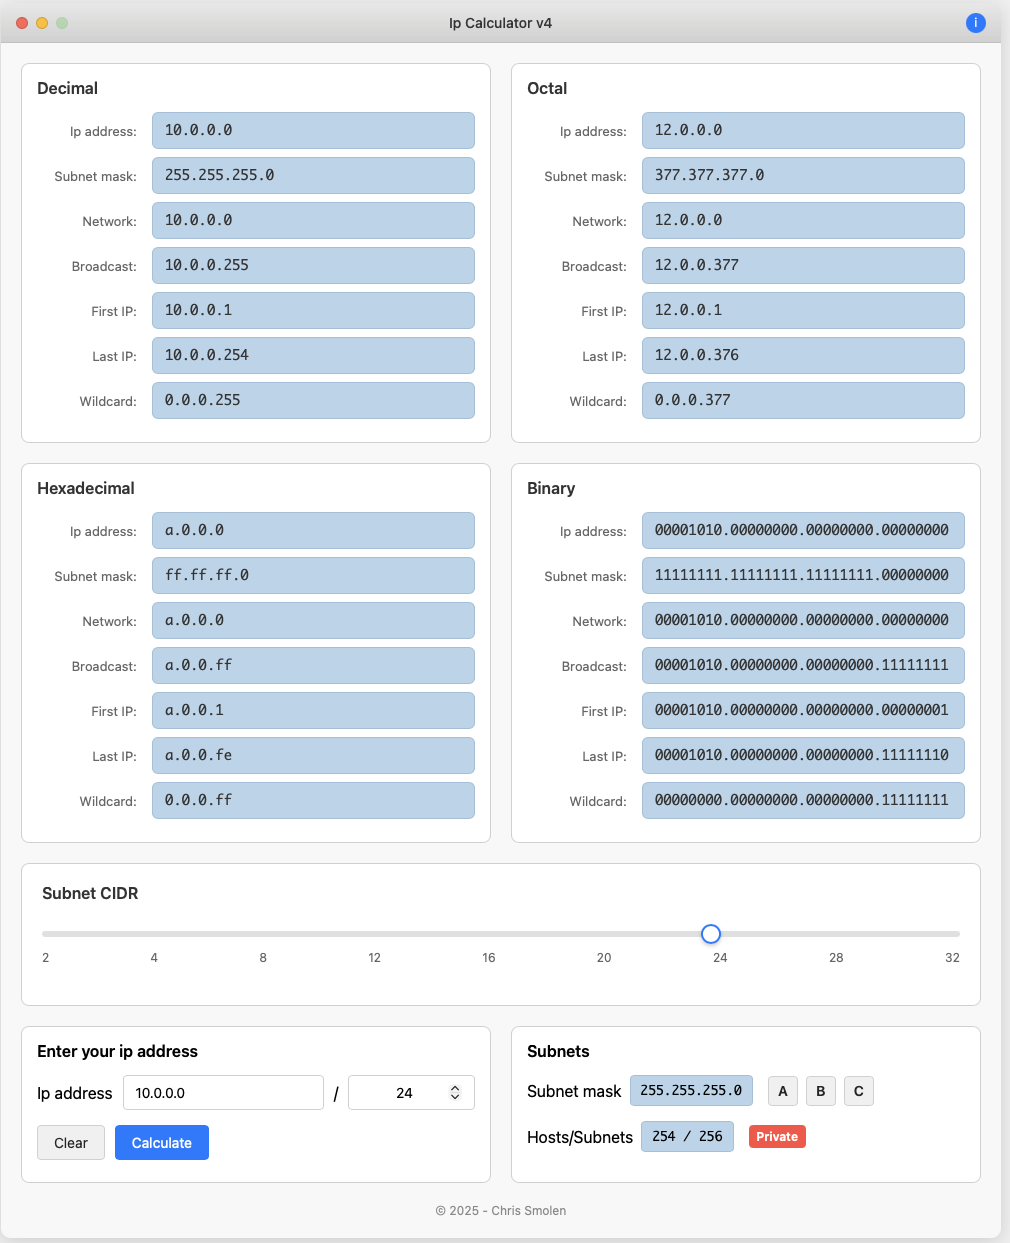 Ip Calculator v4
i
Decimal
Ip address: 10.0.0.0
Subnet mask: 255.255.255.0
Network: 10.0.0.0
Broadcast: 10.0.0.255
First IP: 10.0.0.1
Last IP: 10.0.0.254
Wildcard: 0.0.0.255
Octal
Ip address: 12.0.0.0
Subnet mask: 377.377.377.0
Network: 12.0.0.0
Broadcast: 12.0.0.377
First IP: 12.0.0.1
Last IP: 12.0.0.376
Wildcard: 0.0.0.377
Hexadecimal
Ip address: a.0.0.0
Subnet mask: ff.ff.ff.0
Network: a.0.0.0
Broadcast: a.0.0.ff
First IP: a.0.0.1
Last IP: a.0.0.fe
Wildcard: 0.0.0.ff
Binary
Ip address: 00001010.00000000.00000000.00000000
Subnet mask: 11111111.11111111.11111111.00000000
Network: 00001010.00000000.00000000.00000000
Broadcast: 00001010.00000000.00000000.11111111
First IP: 00001010.00000000.00000000.00000001
Last IP: 00001010.00000000.00000000.11111110
Wildcard: 00000000.00000000.00000000.11111111
Subnet CIDR
2 4 8 12 16 20 24 28 32
Enter your ip address
Ip address 10.0.0.0 / 24
Clear Calculate
Subnets
Subnet mask 255.255.255.0 A B C
Hosts/Subnets 254 / 256 Private
© 2025 - Chris Smolen